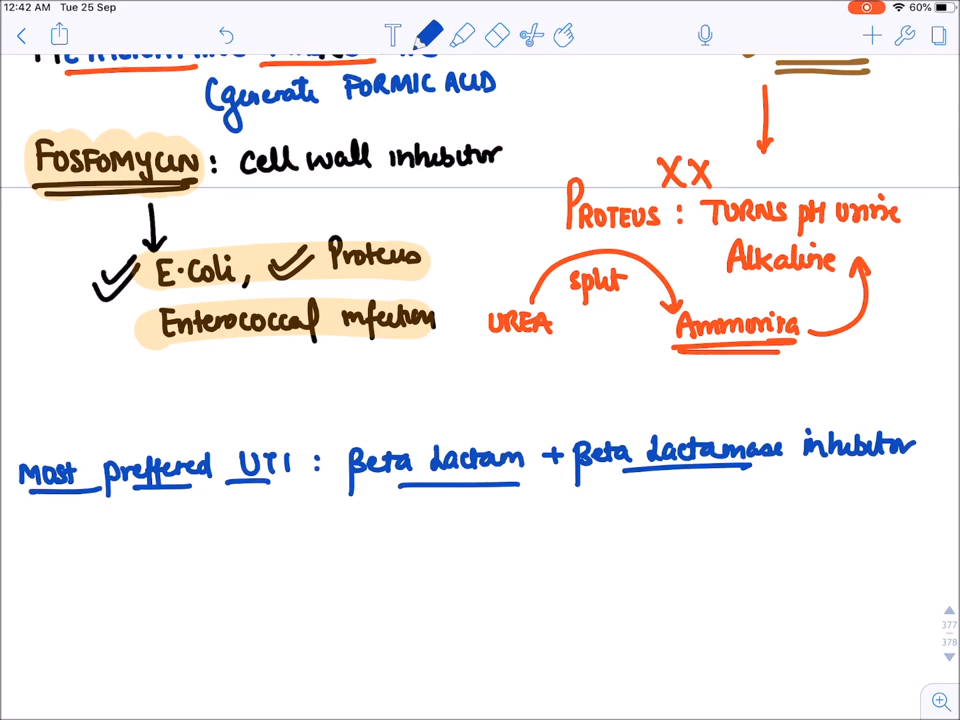 12:42 AM Tue 25 Sep
60%
T
(generate FORMIC ACID
FOSFOMYCIN : Cell wall inhibitor
XX
PROTEUS : TURNS pH urine
Alkaline
E.Coli, Proteus
Enterococcal infection
split
UREA
Ammonia
Most preffered UTI : Beta lactam + Beta lactamase inhibitor
377
378